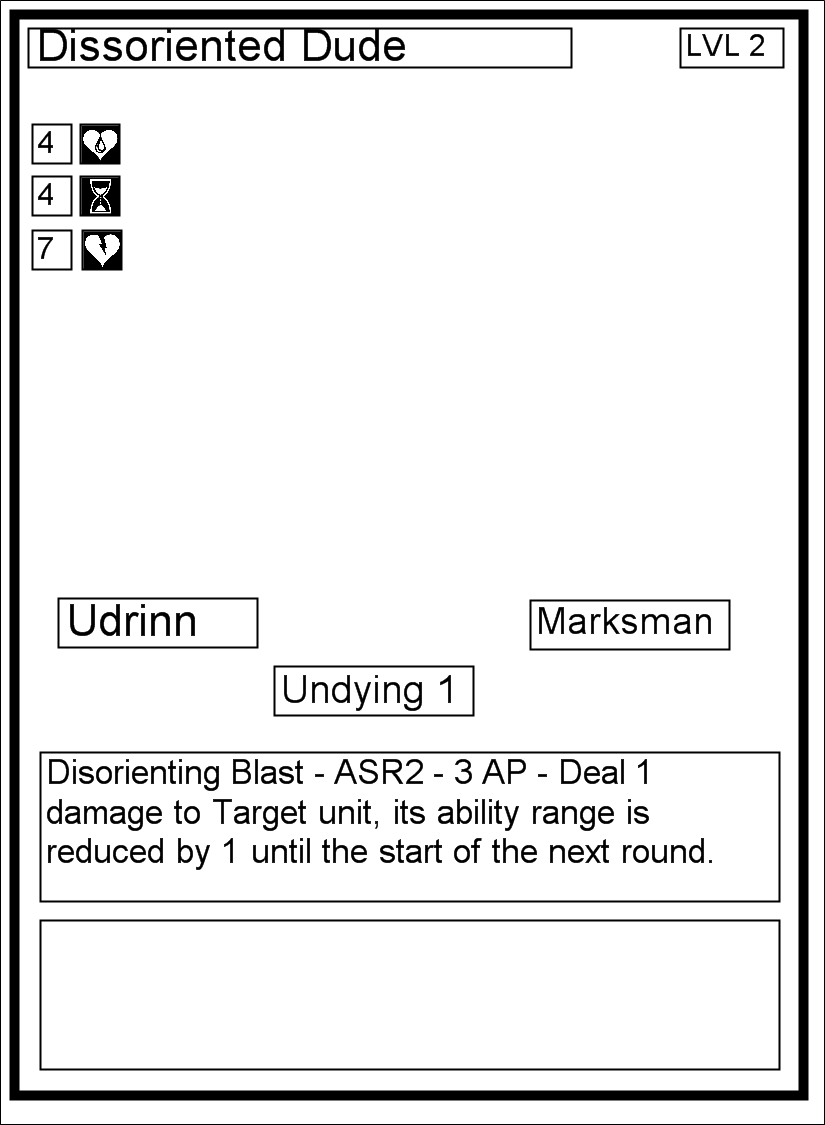 Dissoriented Dude
LVL 2
4
4
7
Udrinn
Marksman
Undying 1
Disorienting Blast - ASR2 - 3 AP - Deal 1
damage to Target unit, its ability range is
reduced by 1 until the start of the next round.